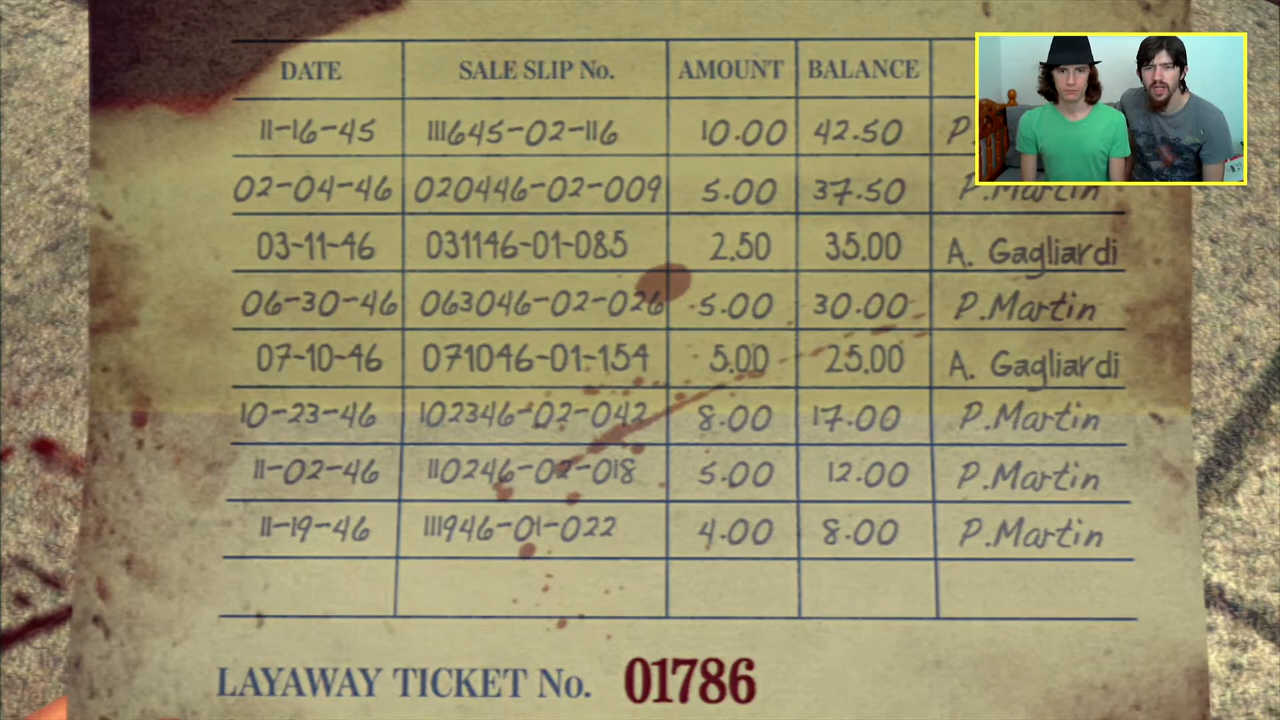 DATE SALE SLIP No. AMOUNT BALANCE
11-16-45 111645-02-116 10.00 42.50 P.
02-04-46 020446-02-009 5.00 37.50 P.Martin
03-11-46 031146-01-085 2.50 35.00 A. Gagliardi
06-30-46 063046-02-026 5.00 30.00 P.Martin
07-10-46 071046-01-154 5.00 25.00 A. Gagliardi
10-23-46 102346-02-042 8.00 17.00 P.Martin
11-02-46 110246-02-018 5.00 12.00 P.Martin
11-19-46 111946-01-022 4.00 8.00 P.Martin
LAYAWAY TICKET No. 01786